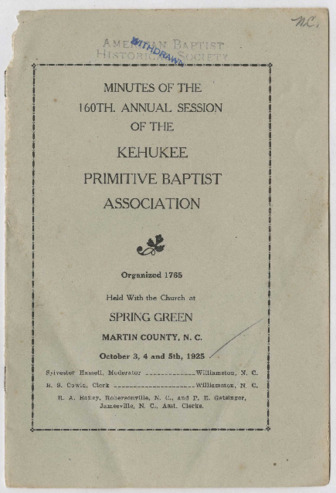 N.C.
AMERICAN BAPTIST
HISTORICAL SOCIETY
WITHDRAWN
MINUTES OF THE
160TH. ANNUAL SESSION
OF THE
KEHUKEE
PRIMITIVE BAPTIST
ASSOCIATION
Organized 1765
Held With the Church at
SPRING GREEN
MARTIN COUNTY, N. C.
October 3, 4 and 5th, 1925
Sylvester Hassell, Moderator Williamston, N. C.
B. S. Cowin, Clerk Williamston, N. C.
R. A. Bailey, Robersonville, N. C., and P. E. Getsinger,
Jamesville, N. C., Asst. Clerks.